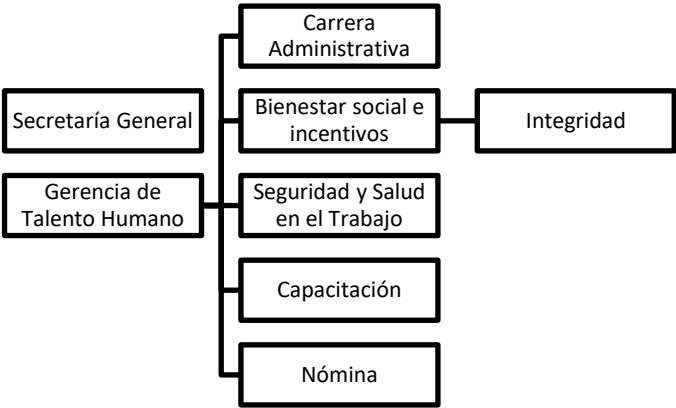 Carrera
Administrativa
Secretaría General
Bienestar social e
incentivos
Integridad
Gerencia de
Talento Humano
Seguridad y Salud
en el Trabajo
Capacitación
Nómina